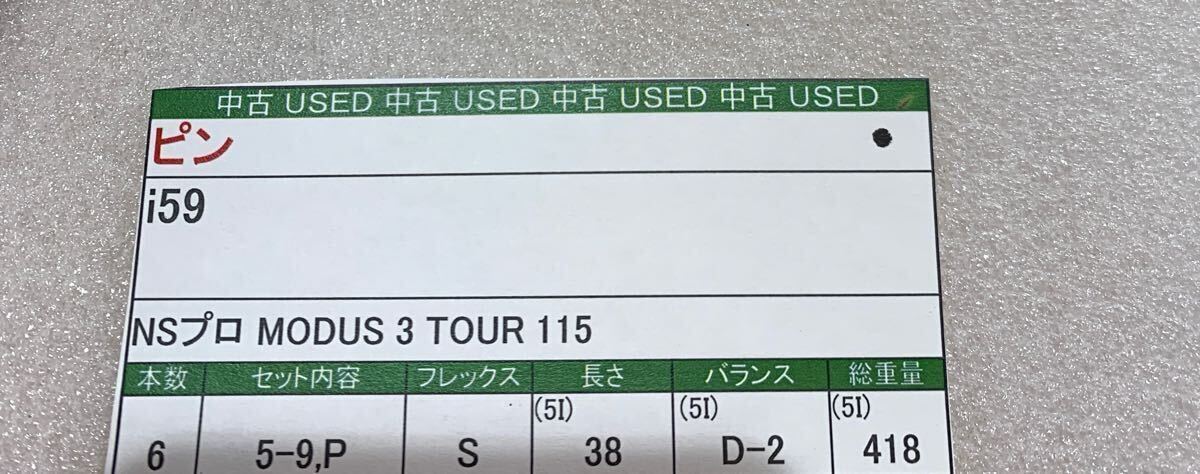 中古 USED 中古 USED 中古 USED 中古 USED
ピン
i59
NSプロ MODUS 3 TOUR 115
本数 セット内容 フレックス 長さ バランス 総重量
(5I) (5I) (5I)
6 5-9,P S 38 D-2 418